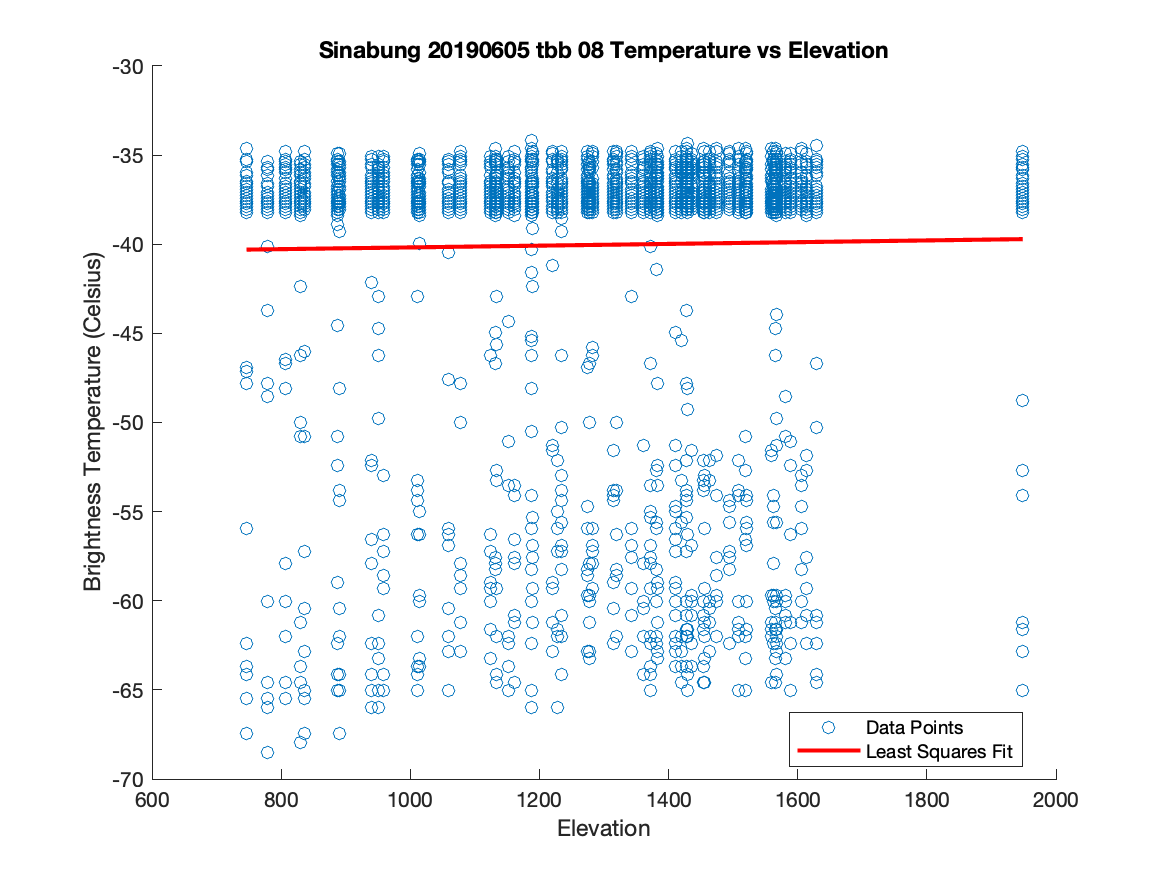 Sinabung 20190605 tbb 08 Temperature vs Elevation
-30
-35
-40
-45
-50
-55
-60
-65
-70
Brightness Temperature (Celsius)
Data Points
Least Squares Fit
600 800 1000 1200 1400 1600 1800 2000
Elevation